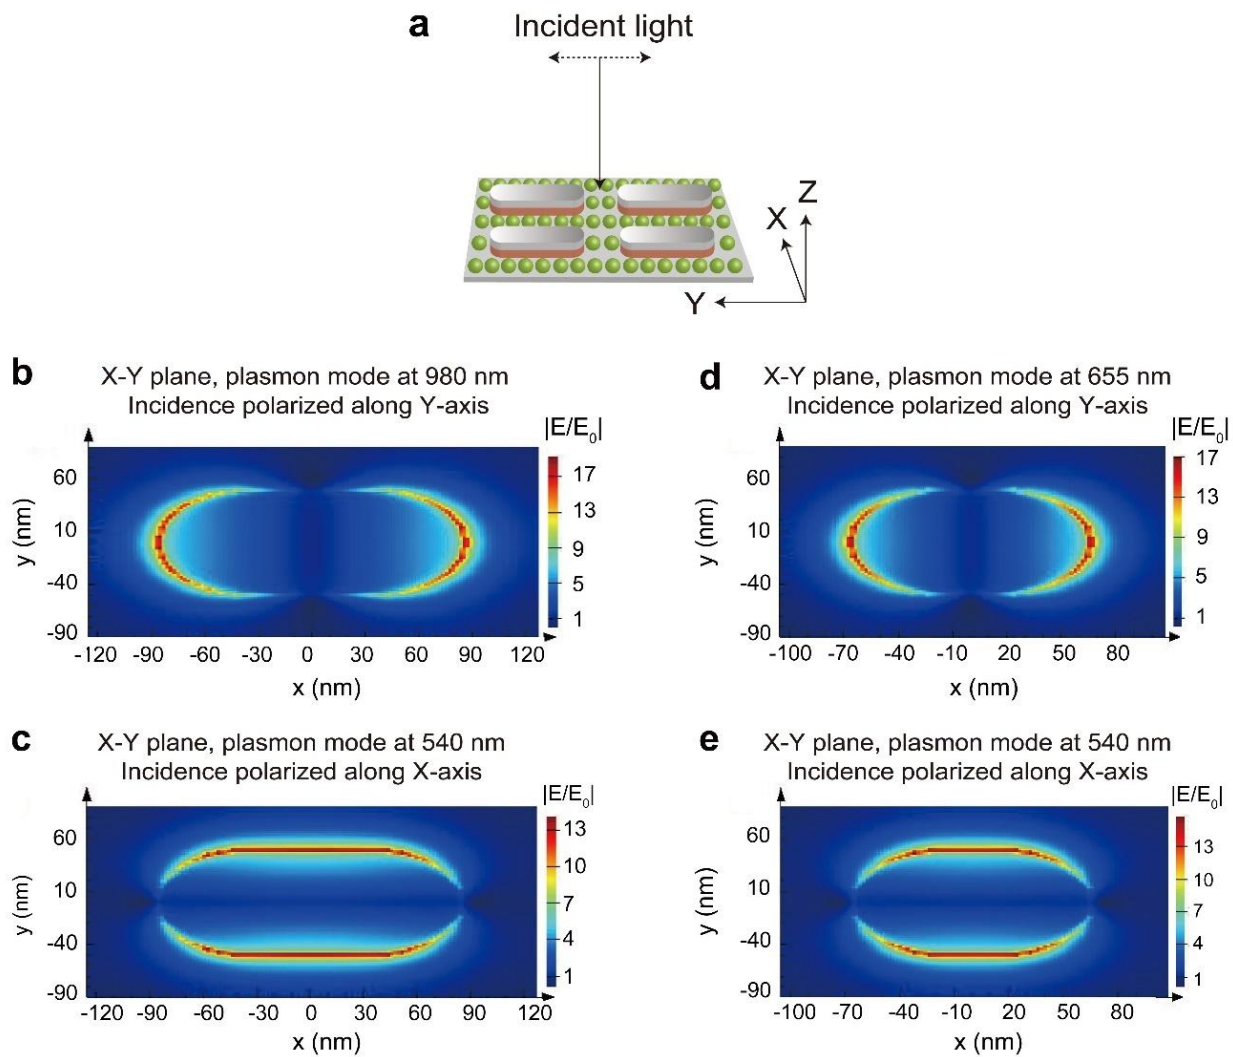 a
Incident light
Z
X
Y
b
X-Y plane, plasmon mode at 980 nm
Incidence polarized along Y-axis
|E/E₀|
y (nm)
60
10
-40
-90
-120 -90 -60 -30 0 30 60 90 120
x (nm)
17
13
9
5
1
d
X-Y plane, plasmon mode at 655 nm
Incidence polarized along Y-axis
|E/E₀|
y (nm)
60
10
-40
-90
-100 -70 -40 -10 20 50 80
x (nm)
17
13
9
5
1
c
X-Y plane, plasmon mode at 540 nm
Incidence polarized along X-axis
|E/E₀|
y (nm)
60
10
-40
-90
-120 -90 -60 -30 0 30 60 90 120
x (nm)
13
10
7
4
1
e
X-Y plane, plasmon mode at 540 nm
Incidence polarized along X-axis
|E/E₀|
y (nm)
60
10
-40
-90
-100 -70 -40 -10 20 50 80
x (nm)
13
10
7
4
1